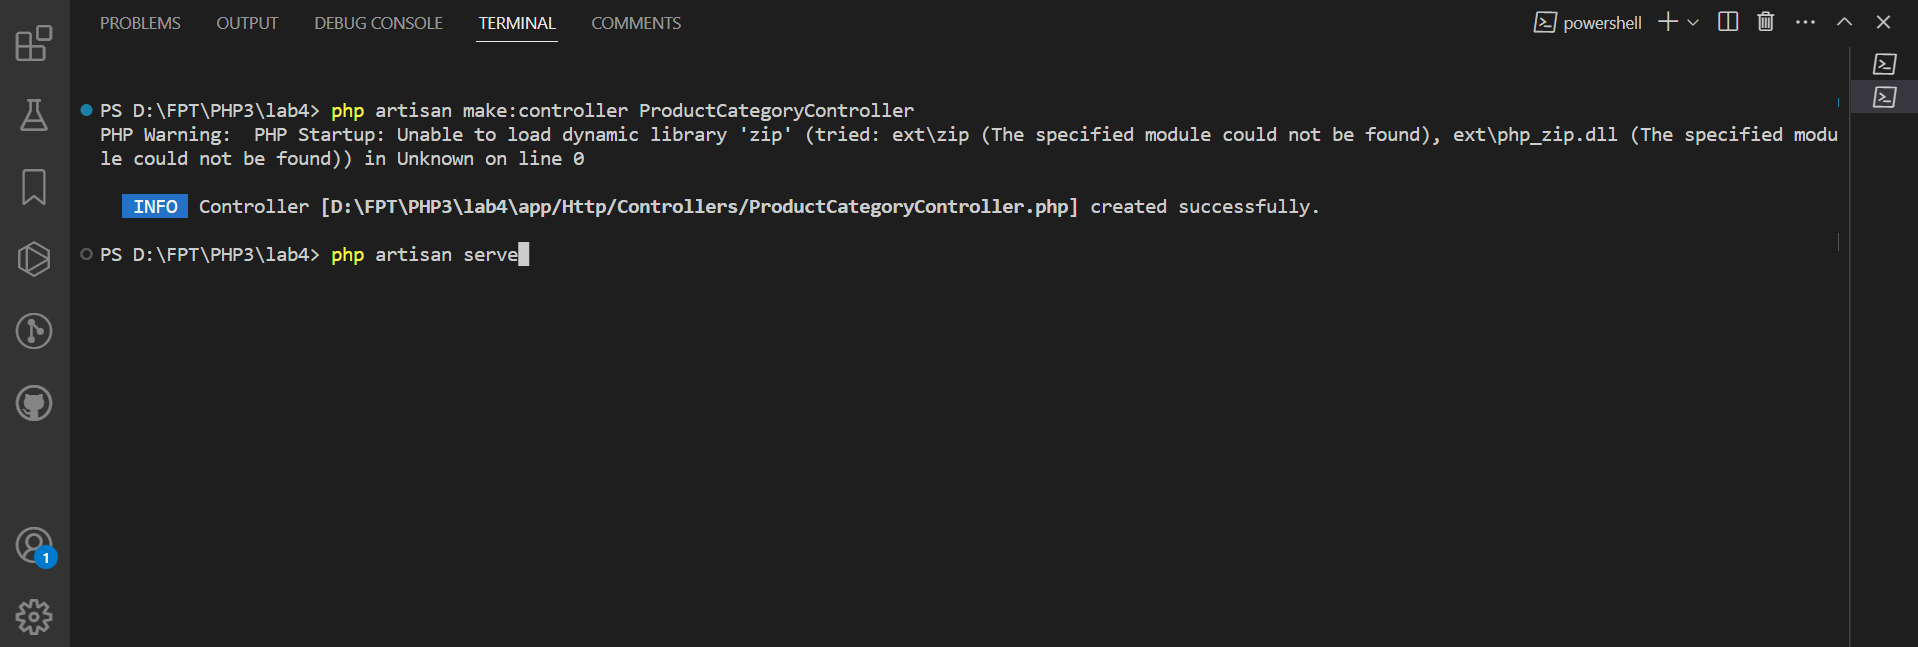 PROBLEMS OUTPUT DEBUG CONSOLE TERMINAL COMMENTS powershell
PS D:\FPT\PHP3\lab4> php artisan make:controller ProductCategoryController
PHP Warning:  PHP Startup: Unable to load dynamic library 'zip' (tried: ext\zip (The specified module could not be found), ext\php_zip.dll (The specified modu
le could not be found)) in Unknown on line 0
INFO Controller [D:\FPT\PHP3\lab4\app/Http/Controllers/ProductCategoryController.php] created successfully.
PS D:\FPT\PHP3\lab4> php artisan serve
1